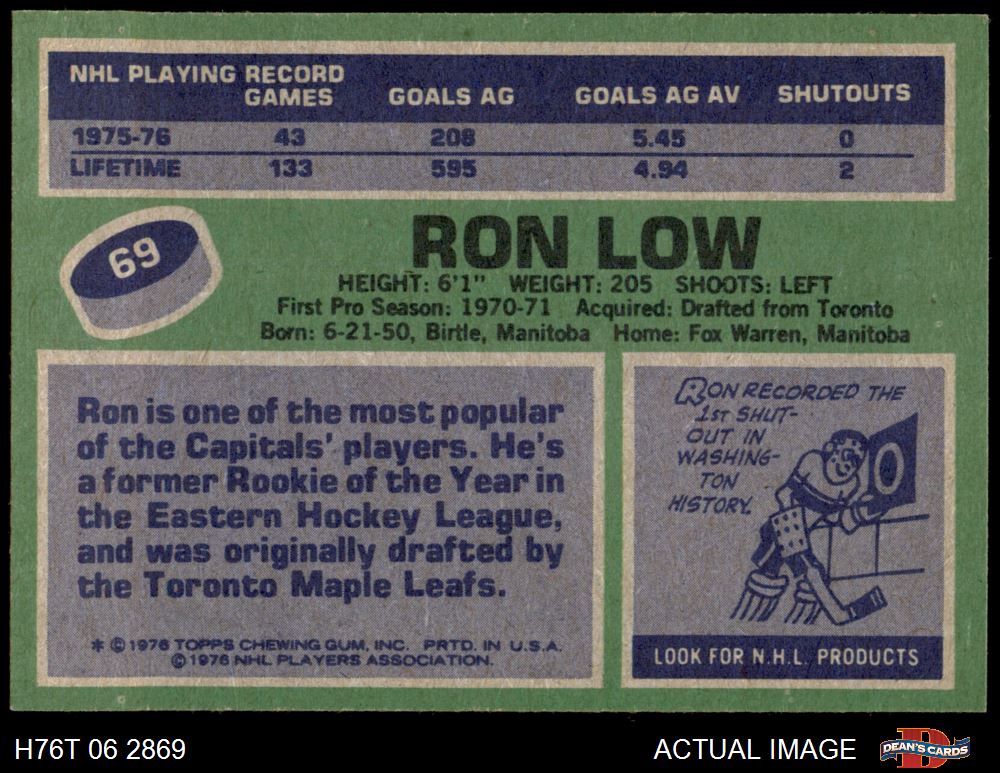 NHL PLAYING RECORD
GAMES GOALS AG GOALS AG AV SHUTOUTS
1975-76 43 208 5.45 0
LIFETIME 133 595 4.94 2
69
RON LOW
HEIGHT: 6'1" WEIGHT: 205 SHOOTS: LEFT
First Pro Season: 1970-71 Acquired: Drafted from Toronto
Born: 6-21-50, Birtle, Manitoba Home: Fox Warren, Manitoba
Ron is one of the most popular
of the Capitals' players. He's
a former Rookie of the Year in
the Eastern Hockey League,
and was originally drafted by
the Toronto Maple Leafs.
* © 1976 TOPPS CHEWING GUM, INC. PRTD. IN U.S.A.
© 1976 NHL PLAYERS ASSOCIATION.
RON RECORDED THE
1ST SHUT-
OUT IN
WASHING-
TON
HISTORY.
0
LOOK FOR N.H.L. PRODUCTS
H76T 06 2869
ACTUAL IMAGE
D
DEAN'S CARDS